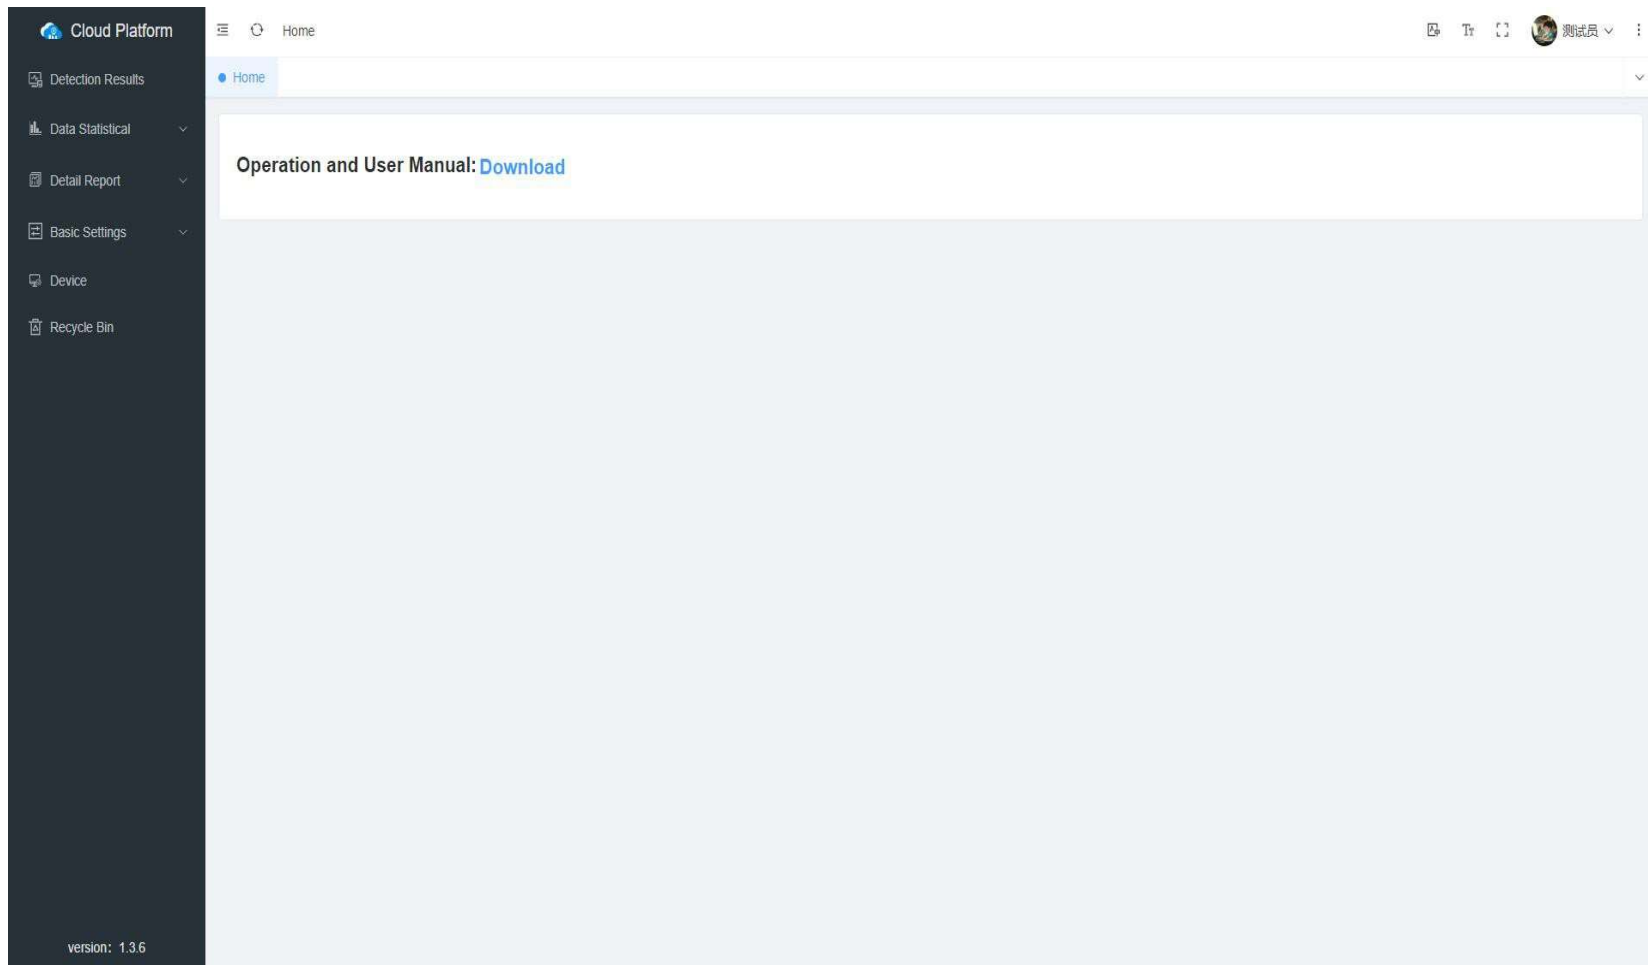 Cloud Platform
Home
测试员
Detection Results
Home
Data Statistical
Operation and User Manual: Download
Detail Report
Basic Settings
Device
Recycle Bin
version：1.3.6